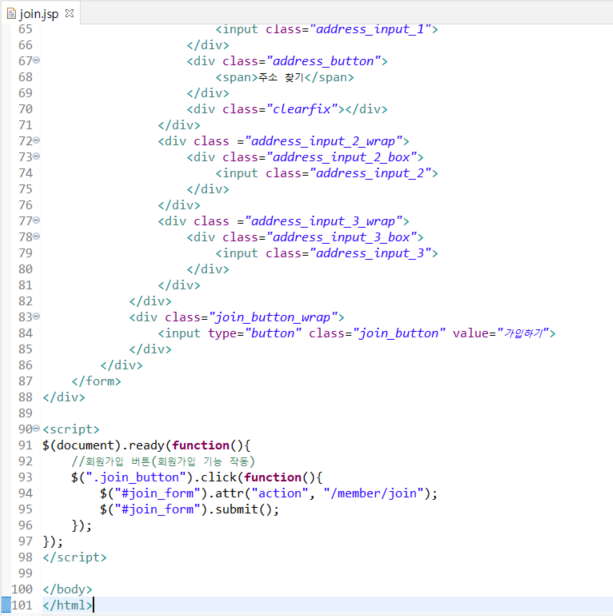 join.jsp
65 <input class="address_input_1">
66 </div>
67 <div class="address_button">
68 <span>주소 찾기</span>
69 </div>
70 <div class="clearfix"></div>
71 </div>
72 <div class ="address_input_2_wrap">
73 <div class="address_input_2_box">
74 <input class="address_input_2">
75 </div>
76 </div>
77 <div class ="address_input_3_wrap">
78 <div class="address_input_3_box">
79 <input class="address_input_3">
80 </div>
81 </div>
82 </div>
83 <div class="join_button_wrap">
84 <input type="button" class="join_button" value="가입하기">
85 </div>
86 </div>
87 </form>
88 </div>
89
90 <script>
91 $(document).ready(function(){
92 //회원가입 버튼(회원가입 기능 작동)
93 $(".join_button").click(function(){
94 $("#join_form").attr("action", "/member/join");
95 $("#join_form").submit();
96 });
97 });
98 </script>
99
100 </body>
101 </html>